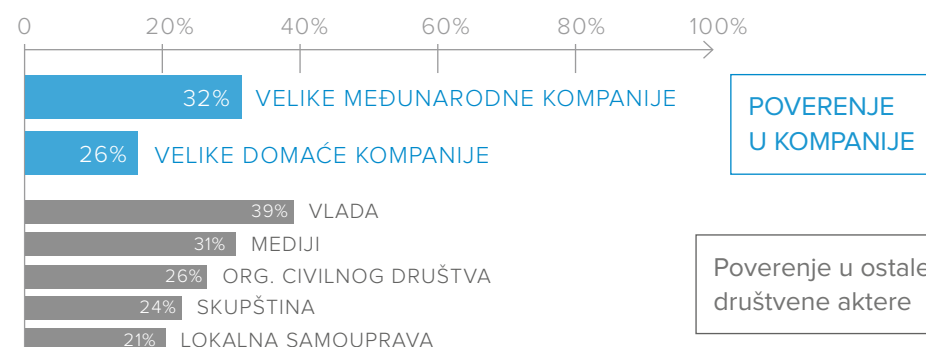 0 20% 40% 60% 80% 100%
32% VELIKE MEĐUNARODNE KOMPANIJE
26% VELIKE DOMAĆE KOMPANIJE
POVERENJE
U KOMPANIJE
39% VLADA
31% MEDIJI
26% ORG. CIVILNOG DRUŠTVA
24% SKUPŠTINA
21% LOKALNA SAMOUPRAVA
Poverenje u ostale
društvene aktere